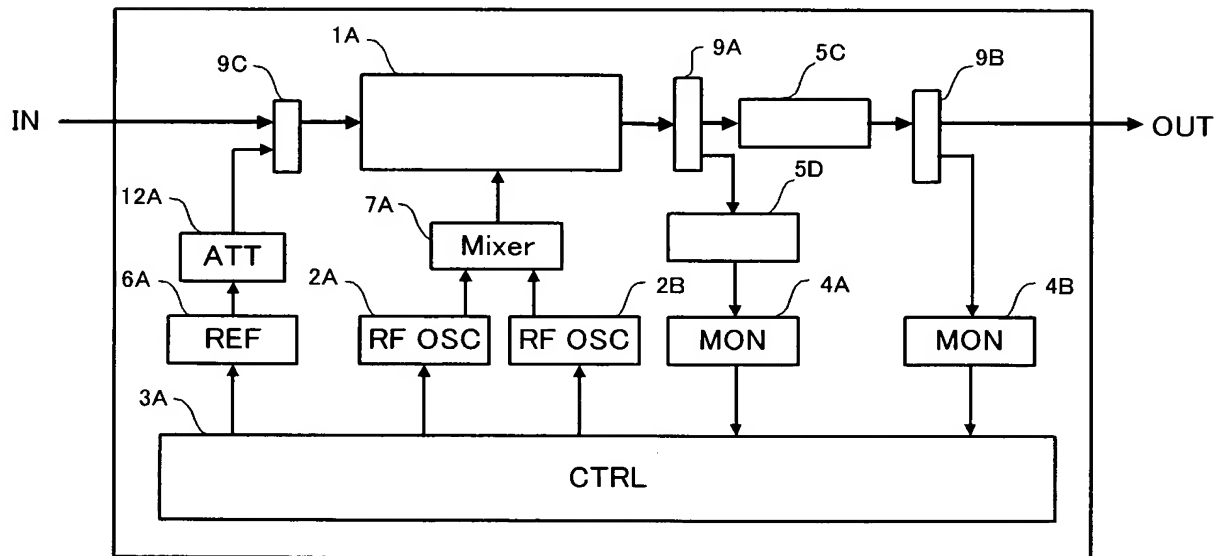 1A
9A
5C
9B
9C
IN
OUT
5D
12A
7A
ATT
Mixer
6A
2A
2B
4A
4B
REF
RF OSC
RF OSC
MON
MON
3A
CTRL